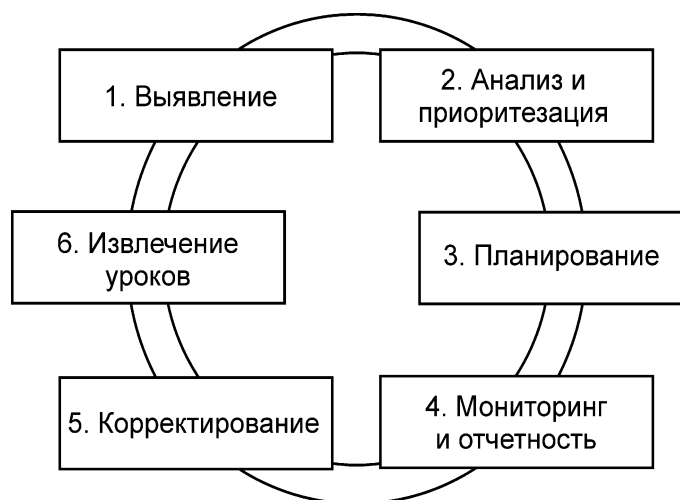 1. Выявление
2. Анализ и
приоритезация
3. Планирование
4. Мониторинг
и отчетность
5. Корректирование
6. Извлечение
уроков